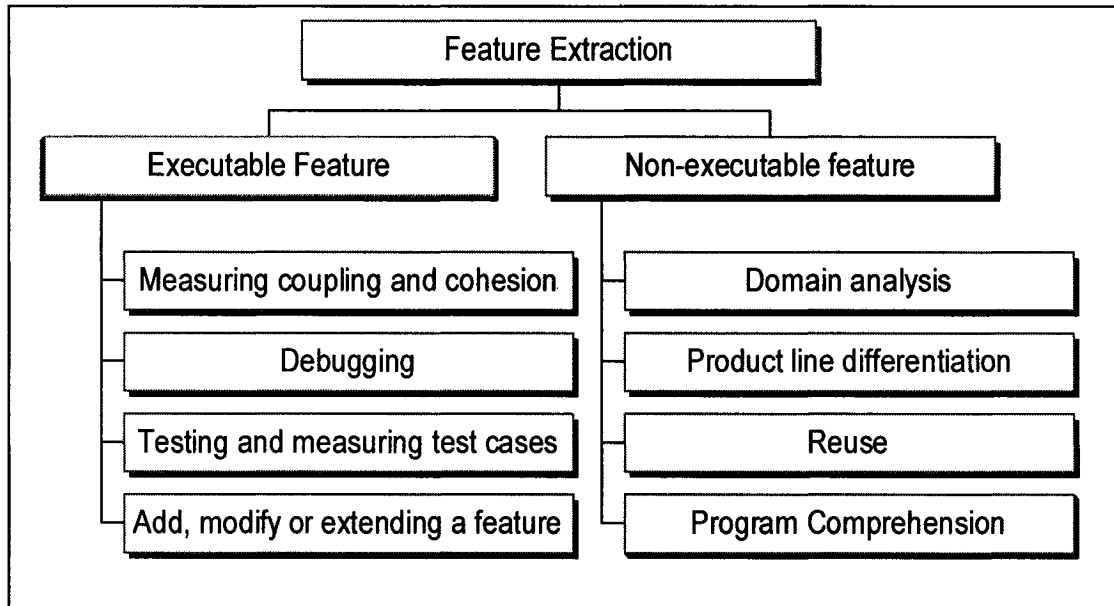 Feature Extraction
Executable Feature
Non-executable feature
Measuring coupling and cohesion
Debugging
Testing and measuring test cases
Add, modify or extending a feature
Domain analysis
Product line differentiation
Reuse
Program Comprehension